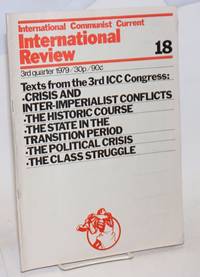 International Communist Current
International
Review
18
3rd quarter 1979/30p/90¢
Texts from the 3rd ICC Congress:
•CRISIS AND
INTER-IMPERIALIST CONFLICTS
•THE HISTORIC COURSE
•THE STATE IN THE
TRANSITION PERIOD
•THE POLITICAL CRISIS
•THE CLASS STRUGGLE